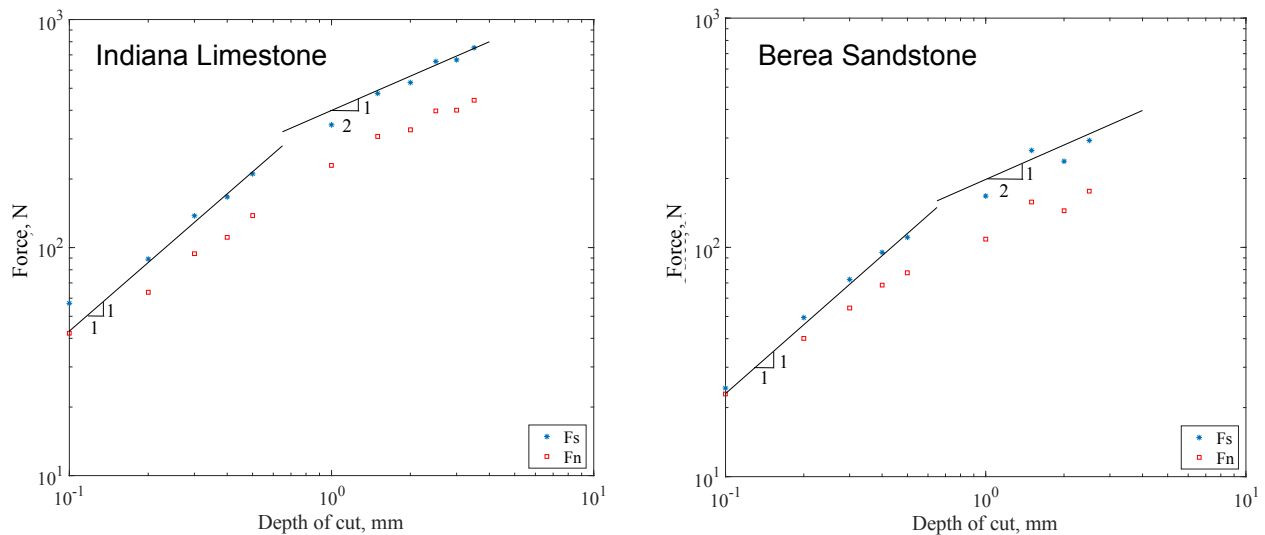 Indiana Limestone
10^3
10^2
10^1
Force, N
1
2
1
1
Fs
Fn
10^-1
10^0
10^1
Depth of cut, mm
Berea Sandstone
10^3
10^2
10^1
Force, N
1
2
1
1
Fs
Fn
10^-1
10^0
10^1
Depth of cut, mm